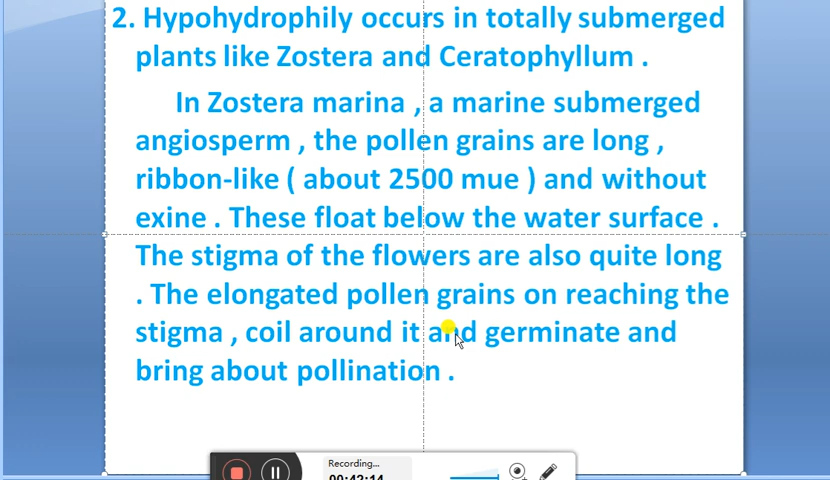 2. Hypohydrophily occurs in totally submerged
plants like Zostera and Ceratophyllum .
In Zostera marina , a marine submerged
angiosperm , the pollen grains are long ,
ribbon-like ( about 2500 mue ) and without
exine . These float below the water surface .
The stigma of the flowers are also quite long
. The elongated pollen grains on reaching the
stigma , coil around it and germinate and
bring about pollination .
Recording...
00:42:14